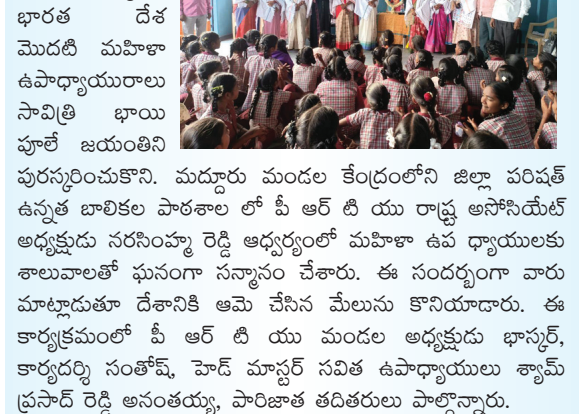 భారత దేశ
మొదటి మహిళా
ఉపాధ్యాయురాలు
సావిత్రి భాయి
పూలే జయంతిని
పురస్కరించుకొని. మద్దూరు మండల కేంద్రంలోని జిల్లా పరిషత్
ఉన్నత బాలికల పాఠశాల లో పీ ఆర్ టి యు రాష్ట్ర అసోసియేట్
అధ్యక్షుడు నరసింహ్మ రెడ్డి ఆధ్వర్యంలో మహిళా ఉప ధ్యాయులకు
శాలువాలతో ఘనంగా సన్మానం చేశారు. ఈ సందర్బంగా వారు
మాట్లాడుతూ దేశానికి ఆమె చేసిన మేలును కొనియాడారు. ఈ
కార్యక్రమంలో పీ ఆర్ టి యు మండల అధ్యక్షుడు భాస్కర్,
కార్యదర్శి సంతోష్, హెడ్ మాస్టర్ సవిత ఉపాధ్యాయులు శ్యామ్
ప్రసాద్ రెడ్డి అనంతయ్య, పారిజాత తదితరులు పాల్గొన్నారు.